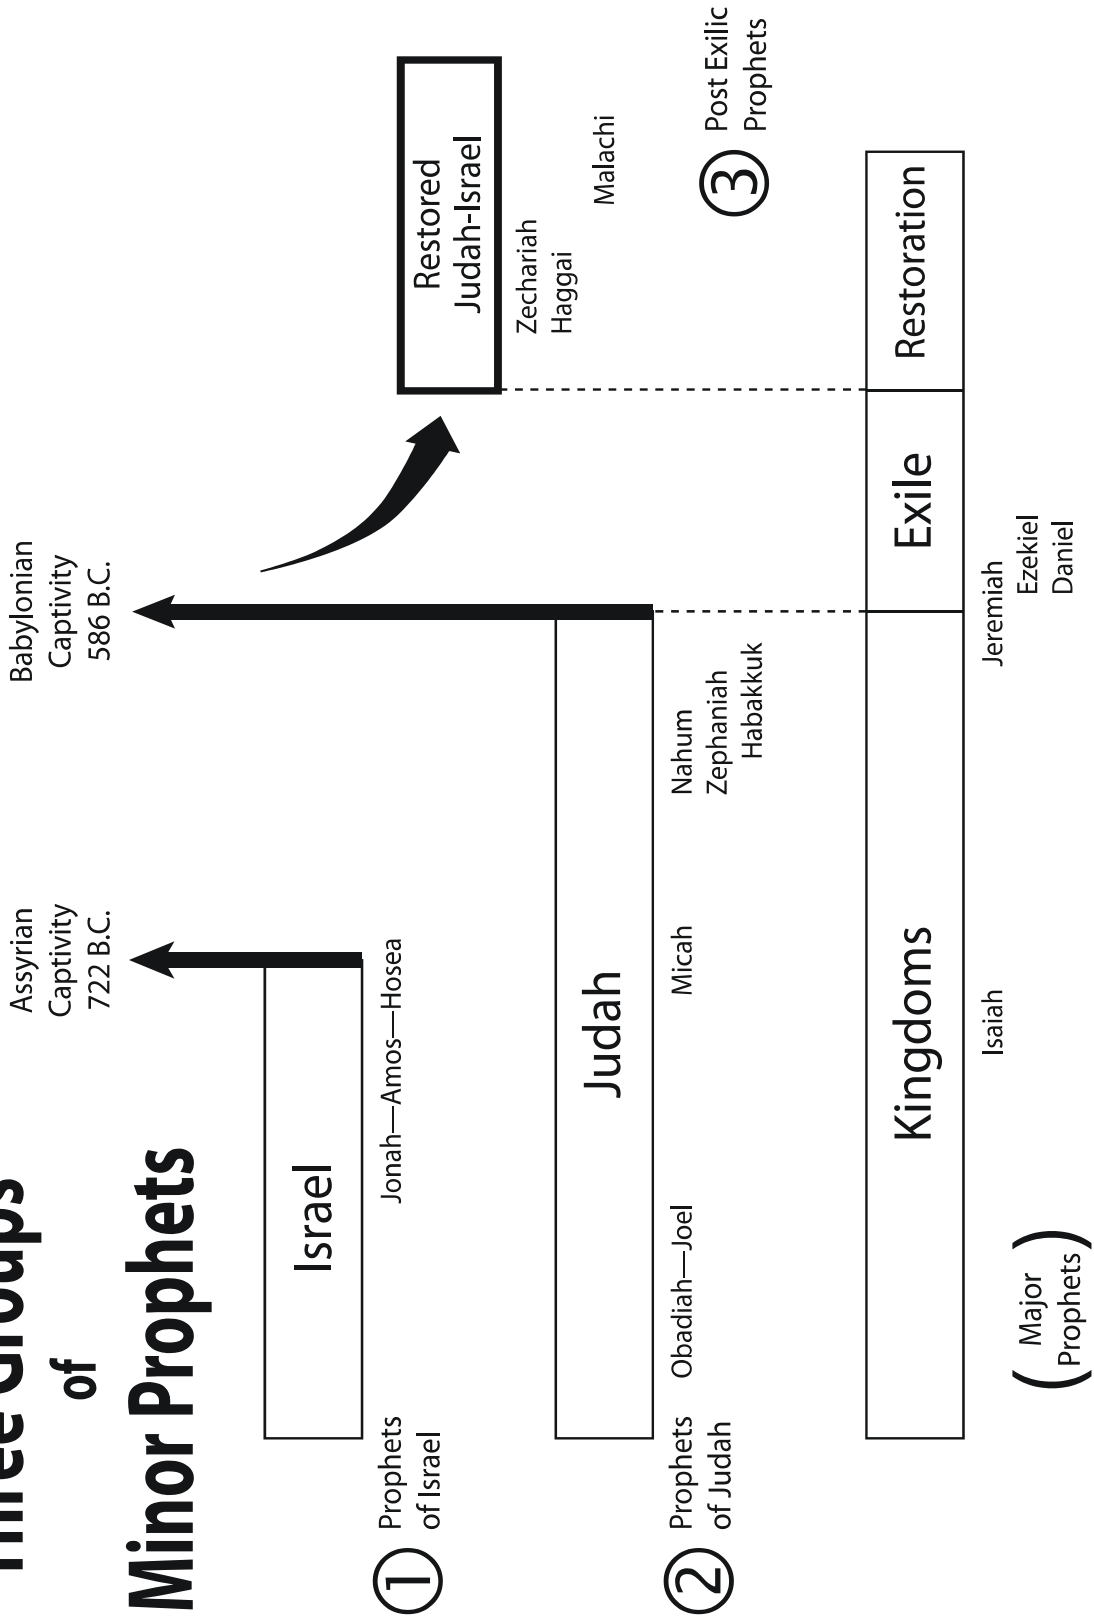 Three Groups
of
Minor Prophets
Assyrian
Captivity
722 B.C.
Babylonian
Captivity
586 B.C.
Israel
1
Prophets
of Israel
Jonah—Amos—Hosea
Restored
Judah-Israel
Zechariah
Haggai
Malachi
Judah
2
Prophets
of Judah
Obadiah—Joel
Micah
Nahum
Zephaniah
Habakkuk
3
Post Exilic
Prophets
Kingdoms
Exile
Restoration
(Major
Prophets)
Isaiah
Jeremiah
Ezekiel
Daniel